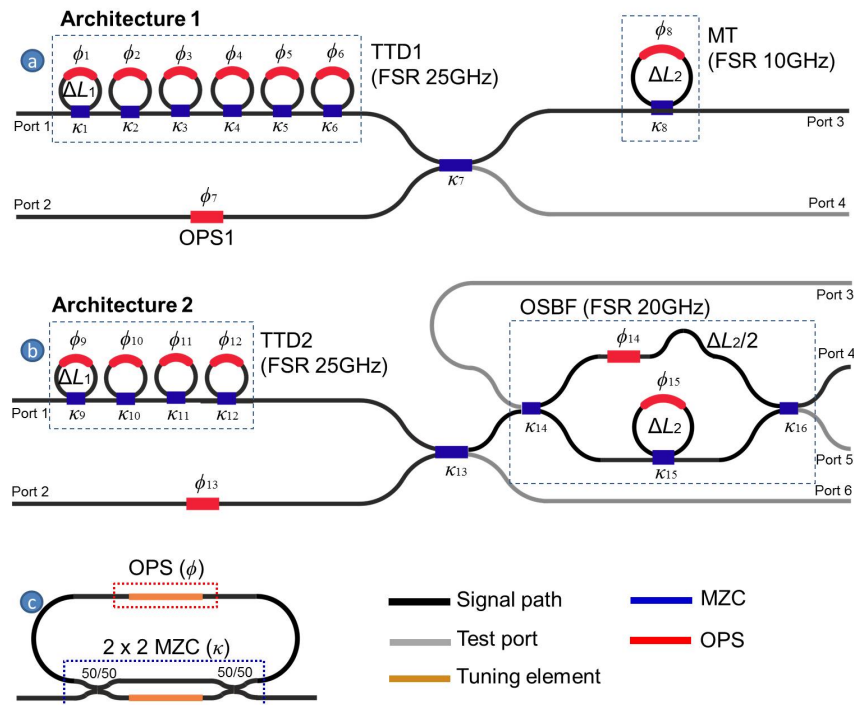 Architecture 1
a
ϕ1 ϕ2 ϕ3 ϕ4 ϕ5 ϕ6
TTD1
(FSR 25GHz)
ΔL1
Port 1
κ1 κ2 κ3 κ4 κ5 κ6
ϕ8
MT
(FSR 10GHz)
ΔL2
κ8
Port 3
κ7
Port 2
ϕ7
OPS1
Port 4
Architecture 2
b
ϕ9 ϕ10 ϕ11 ϕ12
TTD2
(FSR 25GHz)
ΔL1
Port 1
κ9 κ10 κ11 κ12
Port 3
OSBF (FSR 20GHz)
ϕ14
ΔL2/2
Port 4
ϕ15
κ14
ΔL2
κ16
κ15
Port 5
κ13
Port 2
ϕ13
Port 6
c
OPS (ϕ)
2 x 2 MZC (κ)
50/50 50/50
Signal path
MZC
Test port
OPS
Tuning element